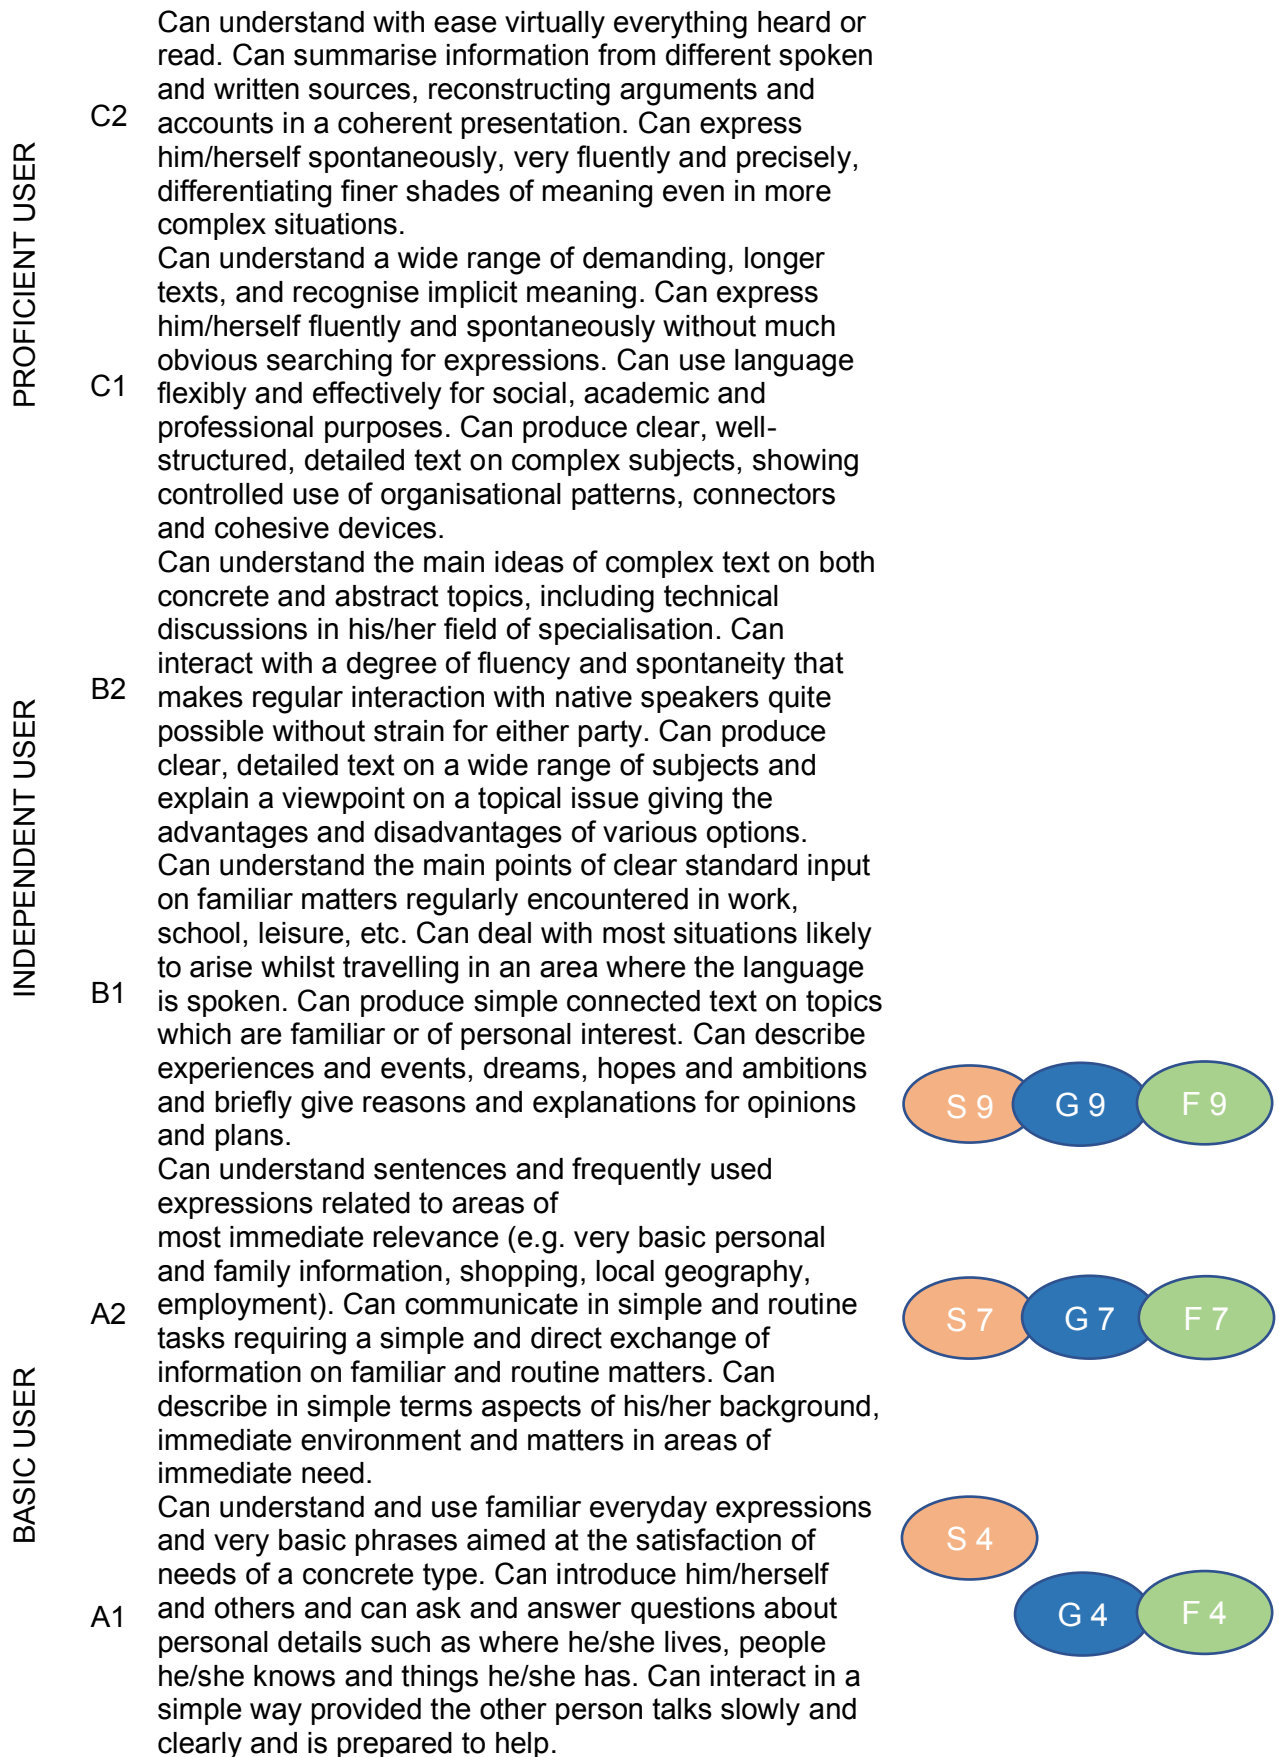 PROFICIENT USER
C2
Can understand with ease virtually everything heard or
read. Can summarise information from different spoken
and written sources, reconstructing arguments and
accounts in a coherent presentation. Can express
him/herself spontaneously, very fluently and precisely,
differentiating finer shades of meaning even in more
complex situations.
C1
Can understand a wide range of demanding, longer
texts, and recognise implicit meaning. Can express
him/herself fluently and spontaneously without much
obvious searching for expressions. Can use language
flexibly and effectively for social, academic and
professional purposes. Can produce clear, well-
structured, detailed text on complex subjects, showing
controlled use of organisational patterns, connectors
and cohesive devices.
INDEPENDENT USER
B2
Can understand the main ideas of complex text on both
concrete and abstract topics, including technical
discussions in his/her field of specialisation. Can
interact with a degree of fluency and spontaneity that
makes regular interaction with native speakers quite
possible without strain for either party. Can produce
clear, detailed text on a wide range of subjects and
explain a viewpoint on a topical issue giving the
advantages and disadvantages of various options.
B1
Can understand the main points of clear standard input
on familiar matters regularly encountered in work,
school, leisure, etc. Can deal with most situations likely
to arise whilst travelling in an area where the language
is spoken. Can produce simple connected text on topics
which are familiar or of personal interest. Can describe
experiences and events, dreams, hopes and ambitions
and briefly give reasons and explanations for opinions
and plans.
S 9
G 9
F 9
BASIC USER
A2
Can understand sentences and frequently used
expressions related to areas of
most immediate relevance (e.g. very basic personal
and family information, shopping, local geography,
employment). Can communicate in simple and routine
tasks requiring a simple and direct exchange of
information on familiar and routine matters. Can
describe in simple terms aspects of his/her background,
immediate environment and matters in areas of
immediate need.
S 7
G 7
F 7
A1
Can understand and use familiar everyday expressions
and very basic phrases aimed at the satisfaction of
needs of a concrete type. Can introduce him/herself
and others and can ask and answer questions about
personal details such as where he/she lives, people
he/she knows and things he/she has. Can interact in a
simple way provided the other person talks slowly and
clearly and is prepared to help.
S 4
G 4
F 4